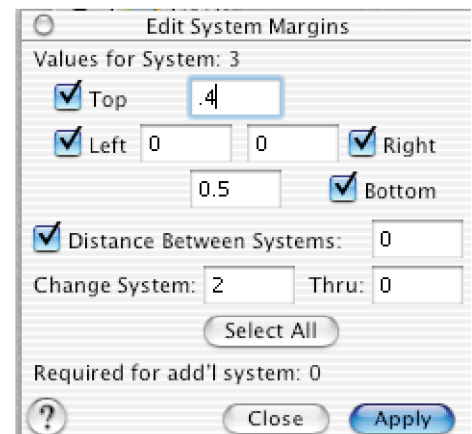 Edit System Margins
Values for System: 3
Top .4
Left 0 0 Right
0.5 Bottom
Distance Between Systems: 0
Change System: 2 Thru: 0
Select All
Required for add'l system: 0
? Close Apply